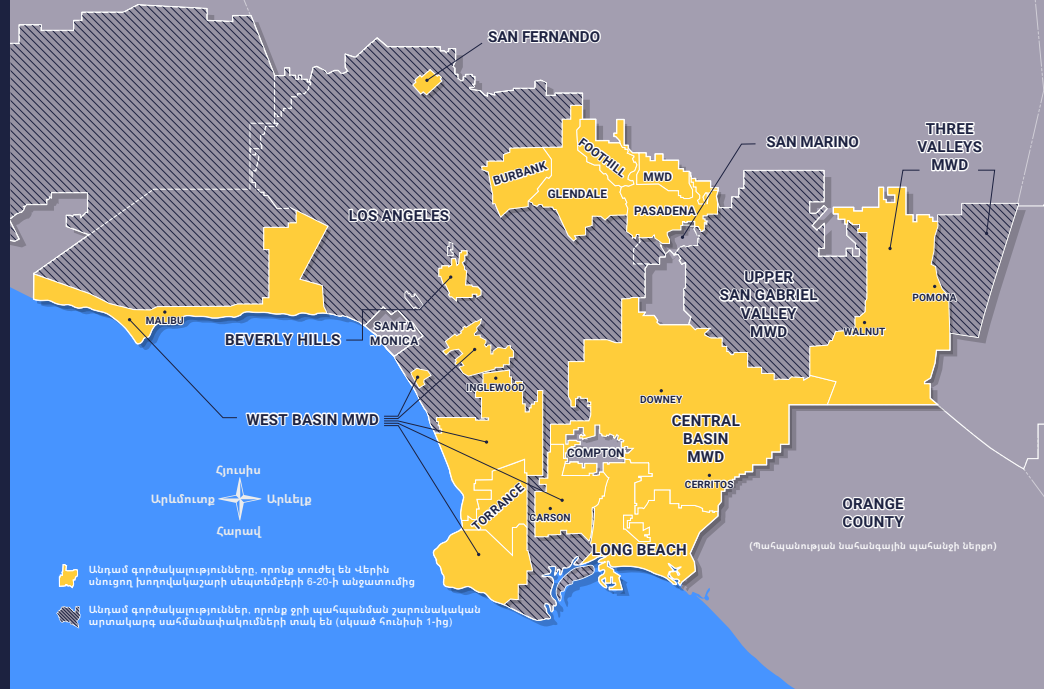 SAN FERNANDO
THREE
VALLEYS
MWD
SAN MARINO
FOOTHILL
BURBANK
MWD
GLENDALE
PASADENA
LOS ANGELES
UPPER
SAN GABRIEL
VALLEY
MWD
POMONA
MALIBU
WALNUT
SANTA
MONICA
BEVERLY HILLS
INGLEWOOD
DOWNEY
WEST BASIN MWD
CENTRAL
BASIN
MWD
COMPTON
Հյուսիս
CERRITOS
Արևմուտք
Արևելք
TORRANCE
ORANGE
COUNTY
CARSON
Հարավ
(Պահպանության նահանգային պահանջի ներքո)
LONG BEACH
Անդամ գործակալությունները, որոնք տուժել են Վերին
սնուցող խողովակաշարի սեպտեմբերի 6-20-ի անջատումից
Անդամ գործակալություններ, որոնք ջրի պահպանման շարունակական
արտակարգ սահմանափակումների տակ են (սկսած հունիսի 1-ից)